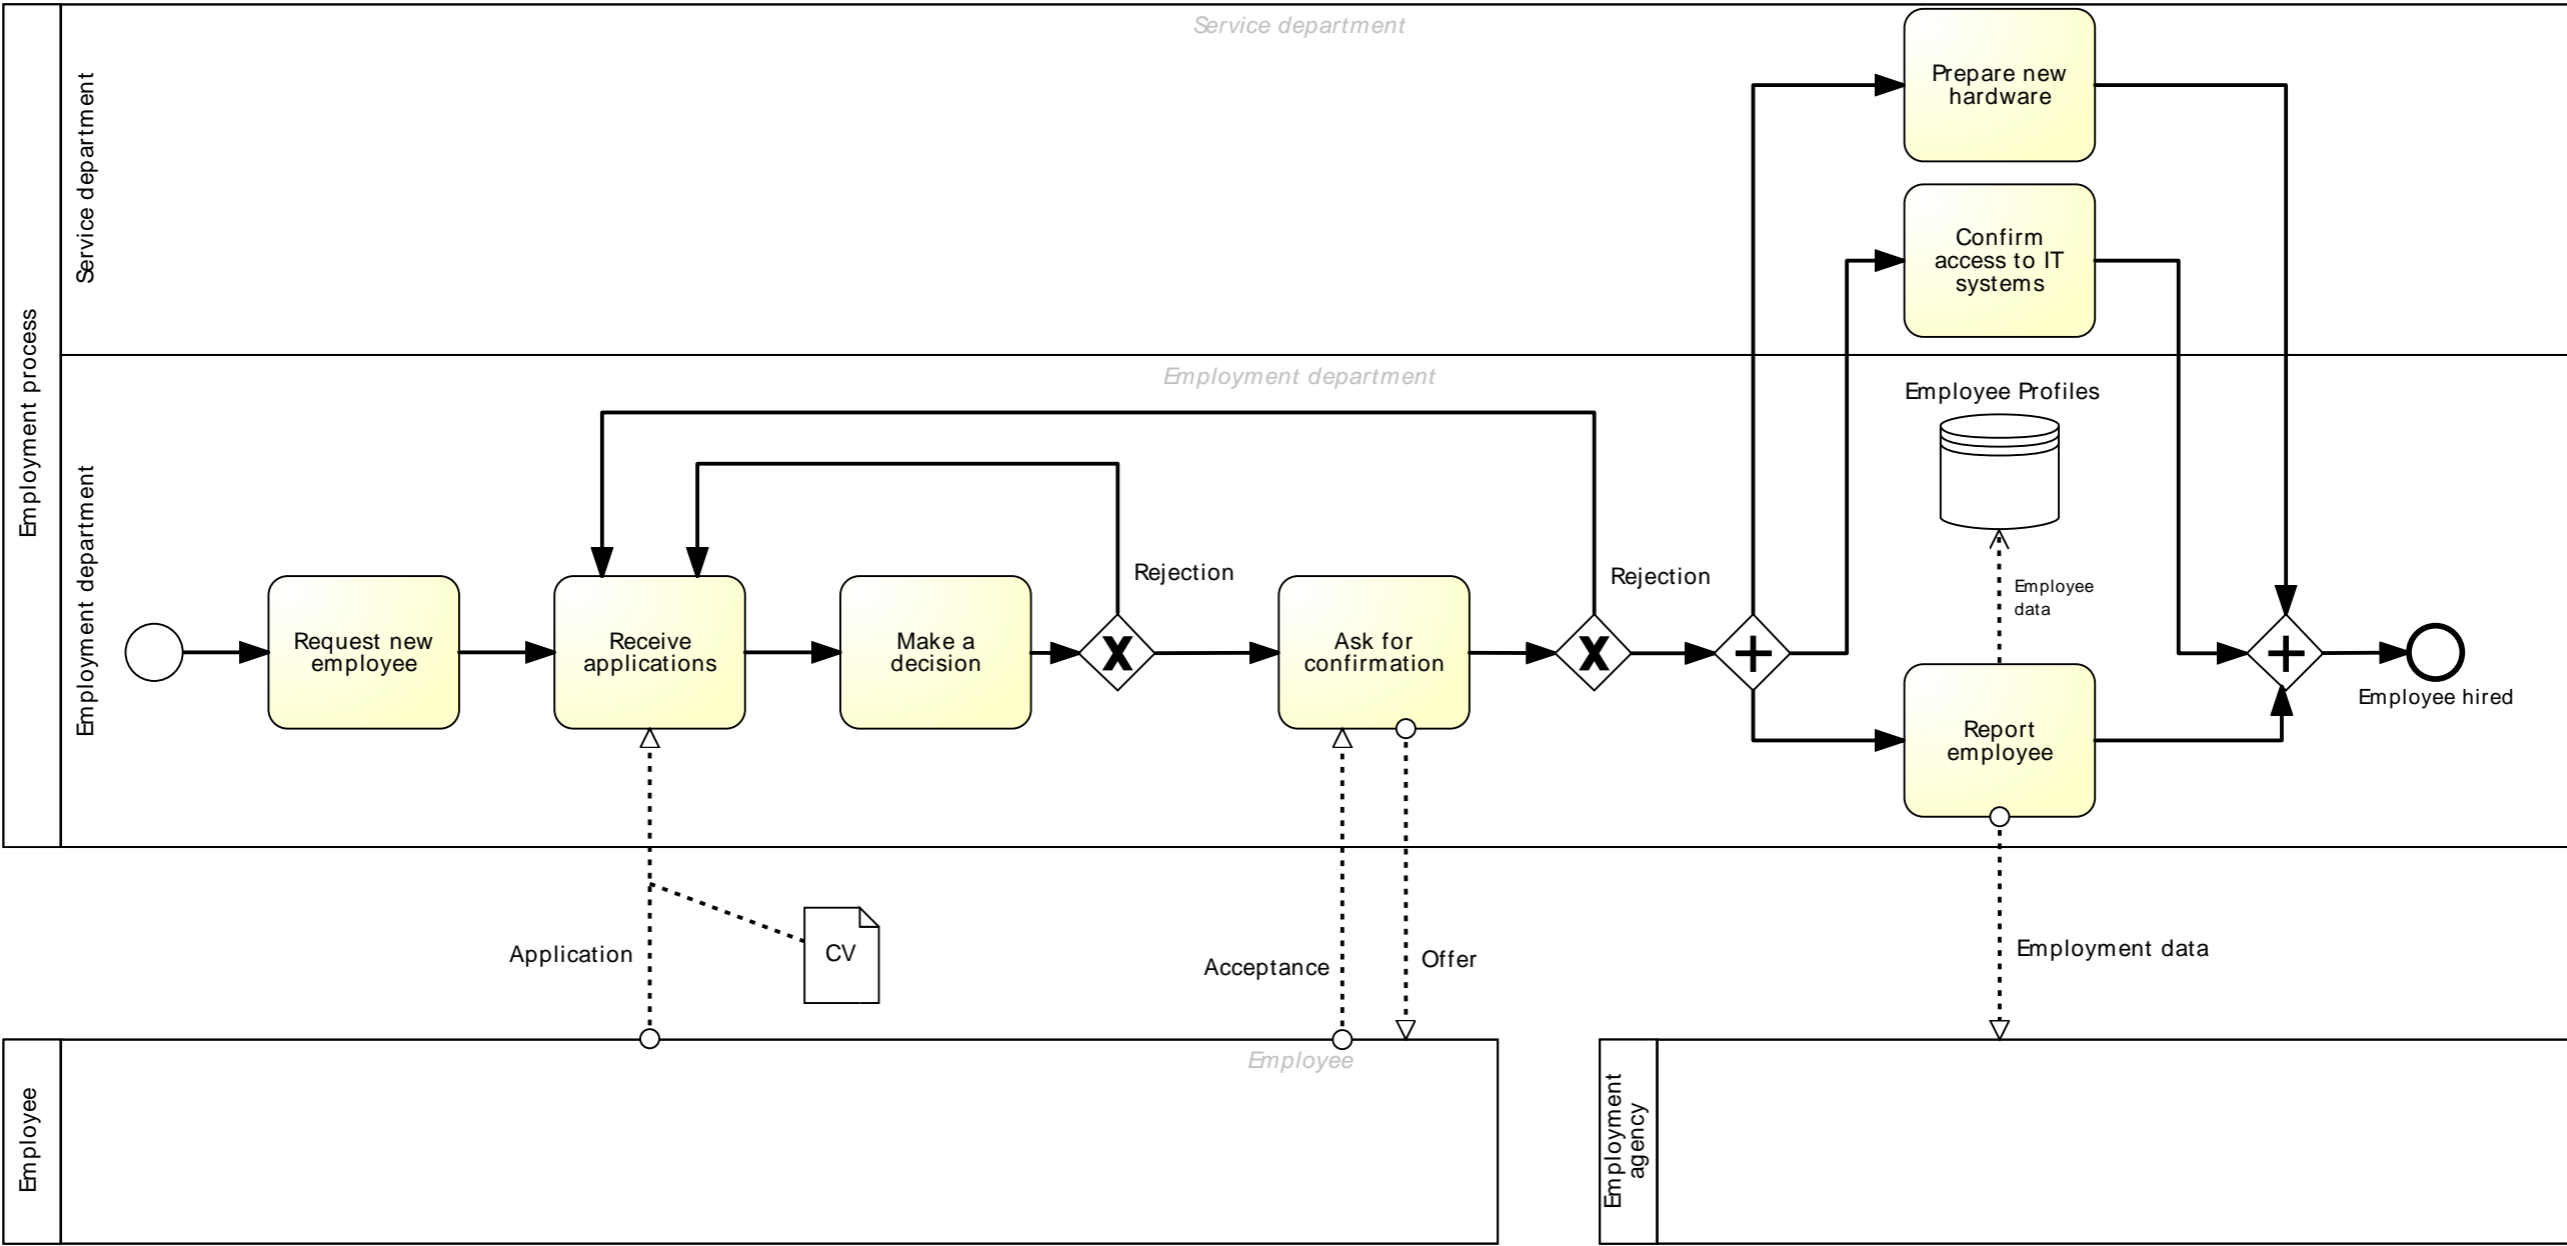 Employment process
Service department
Service department
Prepare new
hardware
Confirm
access to IT
systems
Employment department
Employment department
Employee Profiles
Rejection
Rejection
Employee
data
Request new
employee
Receive
applications
Make a
decision
X
Ask for
confirmation
X
+
+
Employee hired
Report
employee
Application
CV
Acceptance
Offer
Employment data
Employee
Employee
Employment
agency